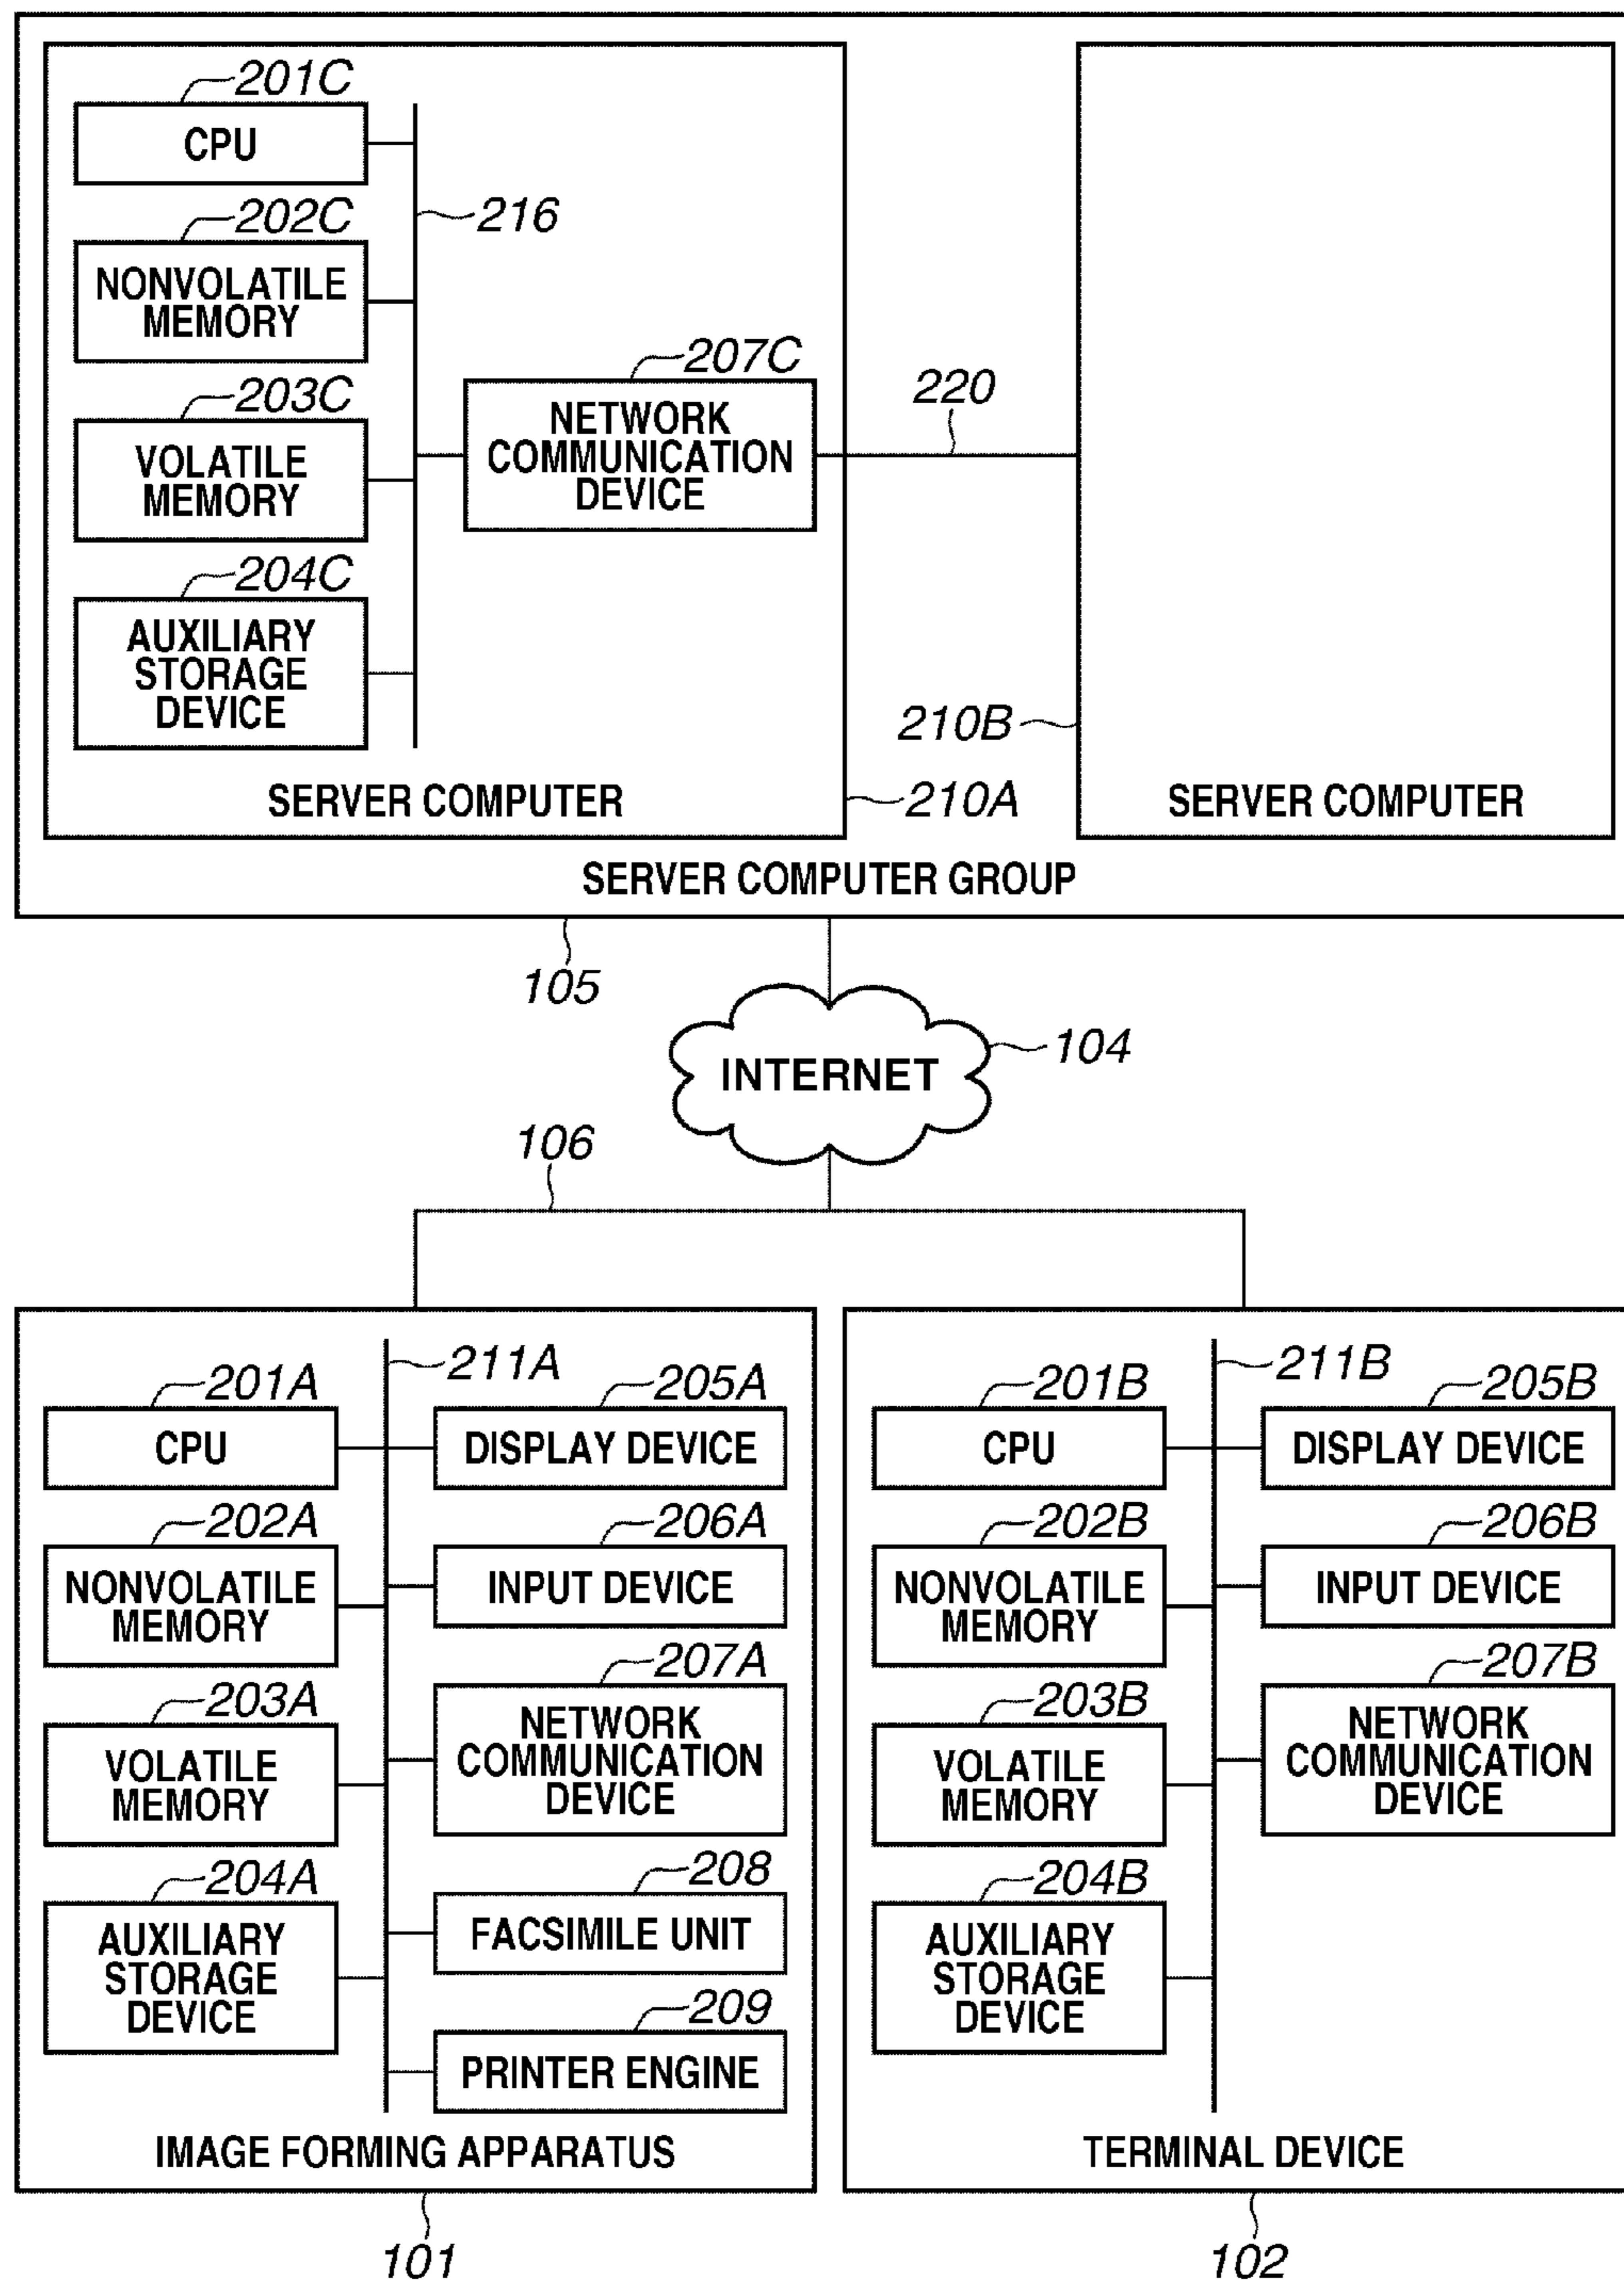 201C
CPU
216
202C
NONVOLATILE
MEMORY
207C
NETWORK
COMMUNICATION
DEVICE
220
203C
VOLATILE
MEMORY
204C
AUXILIARY
STORAGE
DEVICE
210B
SERVER COMPUTER
210A
SERVER COMPUTER
SERVER COMPUTER GROUP
105
INTERNET
104
106
211A
201A
CPU
205A
DISPLAY DEVICE
202A
NONVOLATILE
MEMORY
206A
INPUT DEVICE
203A
VOLATILE
MEMORY
207A
NETWORK
COMMUNICATION
DEVICE
204A
AUXILIARY
STORAGE
DEVICE
208
FACSIMILE UNIT
209
PRINTER ENGINE
IMAGE FORMING APPARATUS
101
211B
201B
CPU
205B
DISPLAY DEVICE
202B
NONVOLATILE
MEMORY
206B
INPUT DEVICE
203B
VOLATILE
MEMORY
207B
NETWORK
COMMUNICATION
DEVICE
204B
AUXILIARY
STORAGE
DEVICE
TERMINAL DEVICE
102